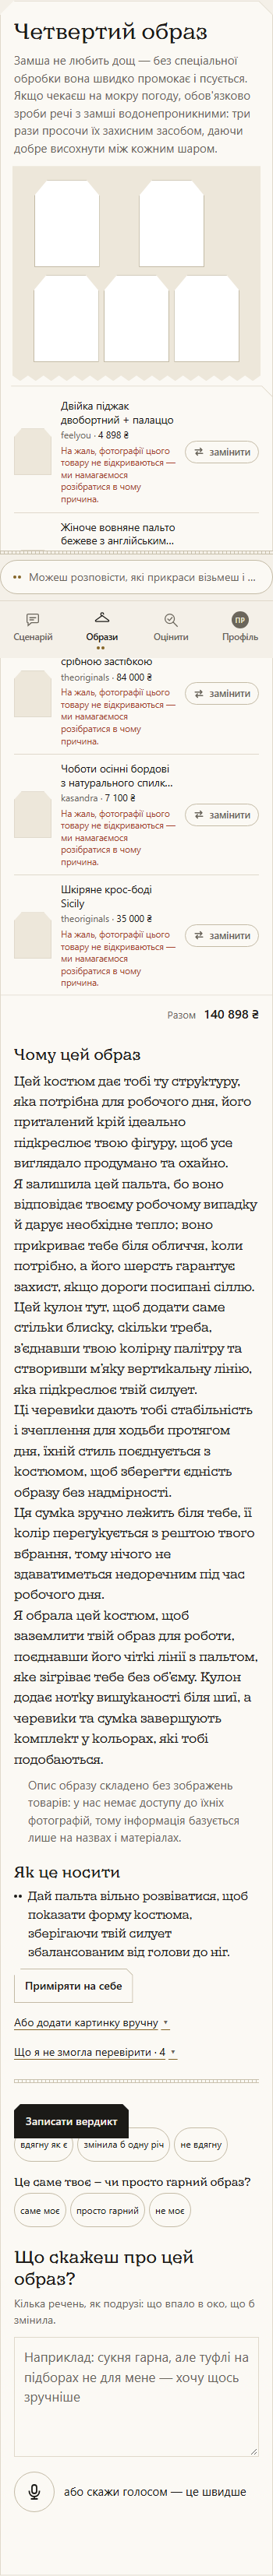 Четвертий образ
Замша не любить дощ — без спеціальної
обробки вона швидко промокає і псується.
Якщо чекаєш на мокру погоду, обовʼязково
зроби речі з замші водонепроникними: три
рази просочи їх захисним засобом, даючи
добре висохнути між кожним шаром.
Двійка піджак
двобортний + палаццо
feelyou · 4 898 ₴
На жаль, фотографії цього
товару не відкриваються —
ми намагаємося
розібратися в чому
причина.
замінити
Жіноче вовняне пальто
бежеве з англійським…
Можеш розповісти, які прикраси візьмеш і …
Сценарій
Образи
Оцінити
ПР
Профіль
срібною застібкою
theoriginals · 84 000 ₴
На жаль, фотографії цього
товару не відкриваються —
ми намагаємося
розібратися в чому
причина.
замінити
Чоботи осінні бордові
з натурального спилк…
kasandra · 7 100 ₴
На жаль, фотографії цього
товару не відкриваються —
ми намагаємося
розібратися в чому
причина.
замінити
Шкіряне крос-боді
Sicily
theoriginals · 35 000 ₴
На жаль, фотографії цього
товару не відкриваються —
ми намагаємося
розібратися в чому
причина.
замінити
Разом 140 898 ₴
Чому цей образ
Цей костюм дає тобі ту структуру,
яка потрібна для робочого дня, його
приталений крій ідеально
підкреслює твою фігуру, щоб усе
виглядало продумано та охайно.
Я залишила цей пальта, бо воно
відповідає твоєму робочому випадку
й дарує необхідне тепло; воно
прикриває тебе біля обличчя, коли
потрібно, а його шерсть гарантує
захист, якщо дороги посипані сіллю.
Цей кулон тут, щоб додати саме
стільки блиску, скільки треба,
зʼєднавши твою колірну палітру та
створивши мʼяку вертикальну лінію,
яка підкреслює твій силует.
Ці черевики дають тобі стабільність
і зчеплення для ходьби протягом
дня, їхній стиль поєднується з
костюмом, щоб зберегти єдність
образу без надмірності.
Ця сумка зручно лежить біля тебе, її
колір перегукується з рештою твого
вбрання, тому нічого не
здаватиметься недоречним під час
робочого дня.
Я обрала цей костюм, щоб
заземлити твій образ для роботи,
поєднавши його чіткі лінії з пальтом,
яке зігріває тебе без обʼєму. Кулон
додає нотку вишуканості біля шиї, а
черевики та сумка завершують
комплект у кольорах, які тобі
подобаються.
Опис образу складено без зображень
товарів: у нас немає доступу до їхніх
фотографій, тому інформація базується
лише на назвах і матеріалах.
Як це носити
Дай пальта вільно розвіватися, щоб
показати форму костюма,
зберігаючи твій силует
збалансованим від голови до ніг.
Приміряти на себе
Або додати картинку вручну
Що я не змогла перевірити · 4
Записати вердикт
вдягну як є
змінила б одну річ
не вдягну
Це саме твоє — чи просто гарний образ?
саме моє
просто гарний
не моє
Що скажеш про цей
образ?
Кілька речень, як подрузі: що впало в око, що б
змінила.
Наприклад: сукня гарна, але туфлі на
підборах не для мене — хочу щось
зручніше
або скажи голосом — це швидше